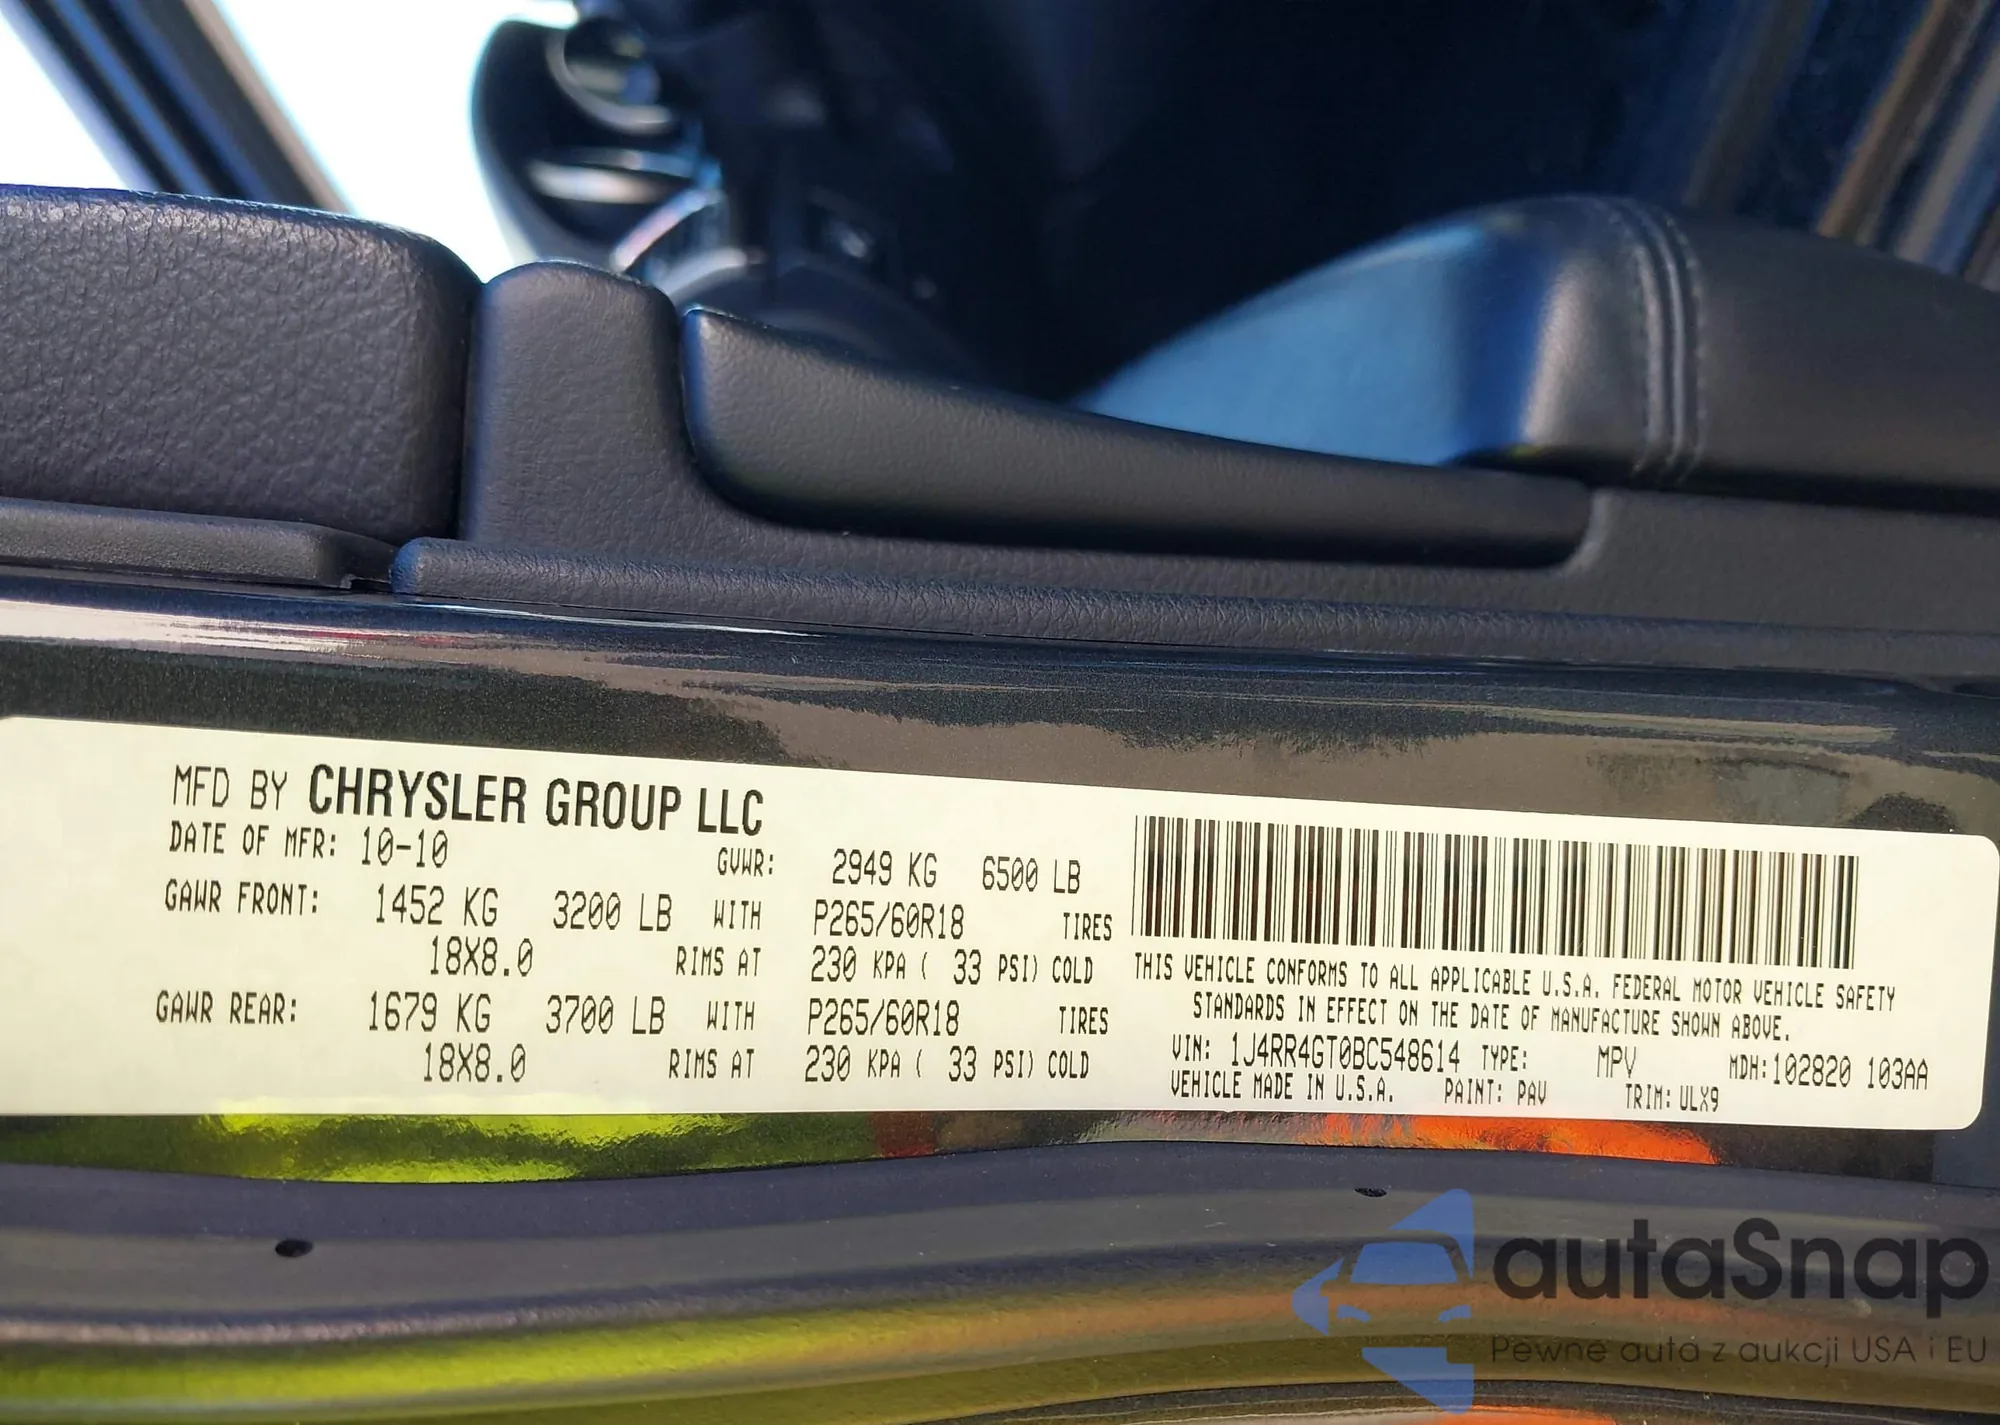 MFD BY CHRYSLER GROUP LLC
DATE OF MFR: 10-10 GVWR: 2949 KG 6500 LB
GAWR FRONT: 1452 KG 3200 LB WITH P265/60R18 TIRES
18X8.0 RIMS AT 230 KPA ( 33 PSI) COLD
GAWR REAR: 1679 KG 3700 LB WITH P265/60R18 TIRES
18X8.0 RIMS AT 230 KPA ( 33 PSI) COLD
THIS VEHICLE CONFORMS TO ALL APPLICABLE U.S.A. FEDERAL MOTOR VEHICLE SAFETY
STANDARDS IN EFFECT ON THE DATE OF MANUFACTURE SHOWN ABOVE.
VIN: 1J4RR4GT0BC548614 TYPE: MPV MDH:102820 103AA
VEHICLE MADE IN U.S.A. PAINT: PAV TRIM: ULX9
autaSnap
Pewne auta z aukcji USA i EU